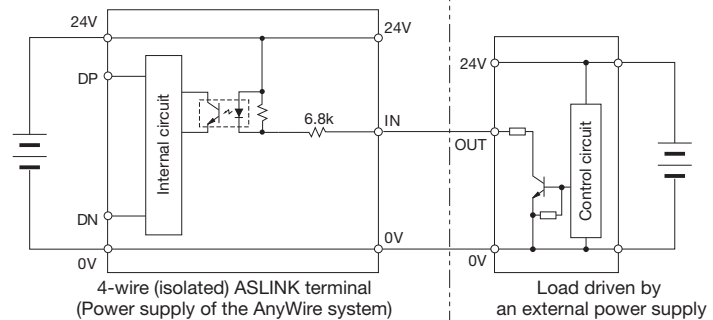 24V
24V
DP
Internal circuit
6.8k
IN
DN
0V
0V
4-wire (isolated) ASLINK terminal
(Power supply of the AnyWire system)
24V
OUT
Control circuit
0V
Load driven by
an external power supply